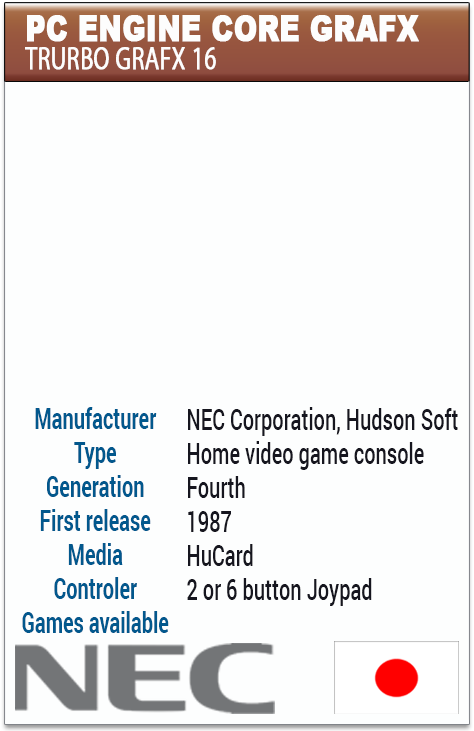 PC ENGINE CORE GRAFX
TRURBO GRAFX 16
Manufacturer NEC Corporation, Hudson Soft
Type Home video game console
Generation Fourth
First release 1987
Media HuCard
Controler 2 or 6 button Joypad
Games available
NEC